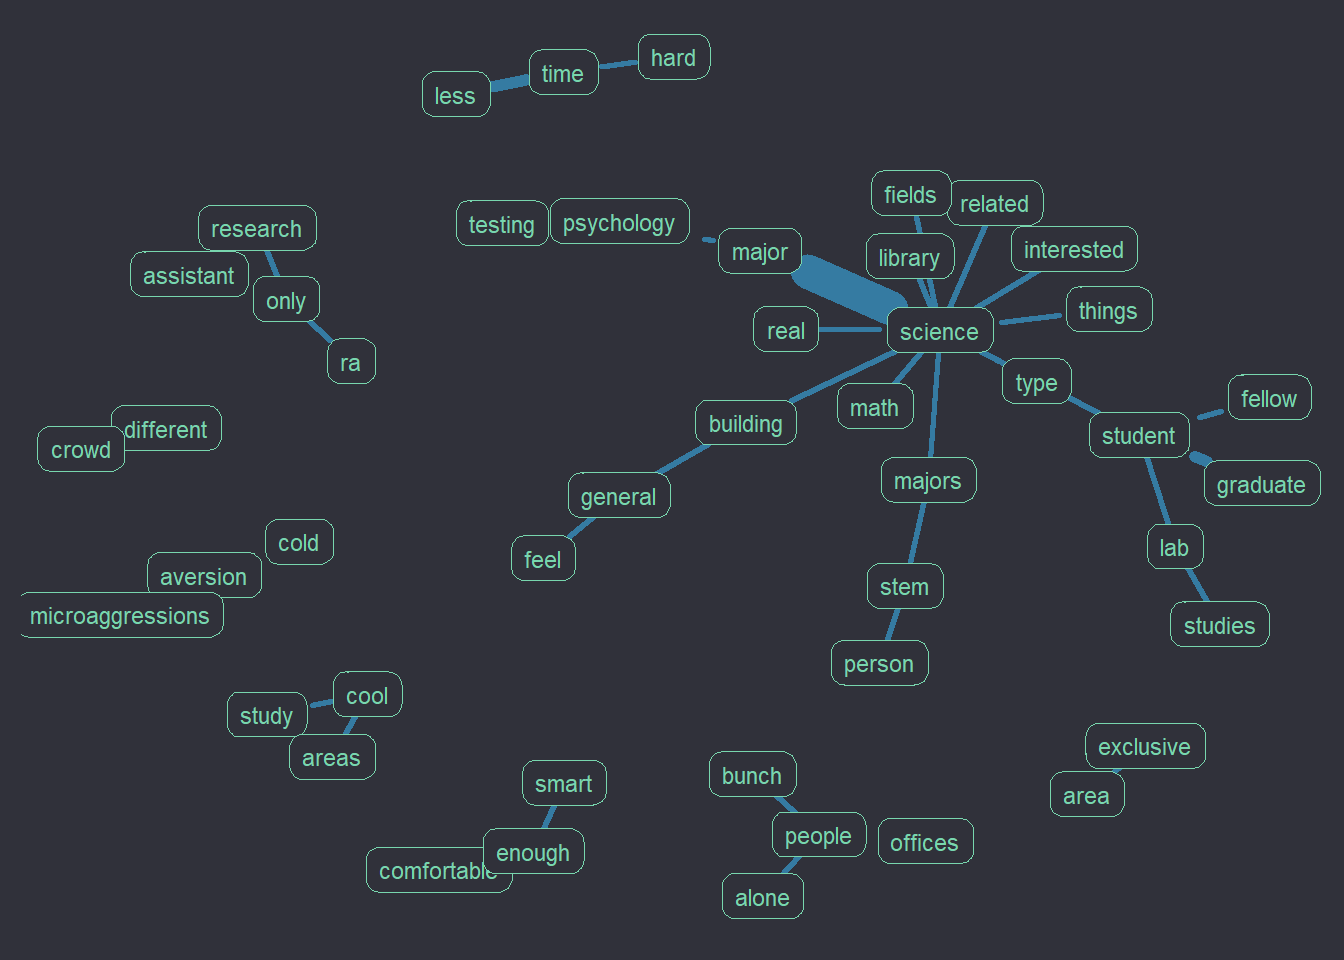 hard
time
less
fields
related
research
testing
psychology
major
library
interested
assistant
only
real
science
things
ra
type
fellow
math
building
different
crowd
student
general
majors
graduate
cold
feel
lab
aversion
stem
microaggressions
studies
person
cool
study
areas
exclusive
bunch
smart
area
people
offices
enough
comfortable
alone